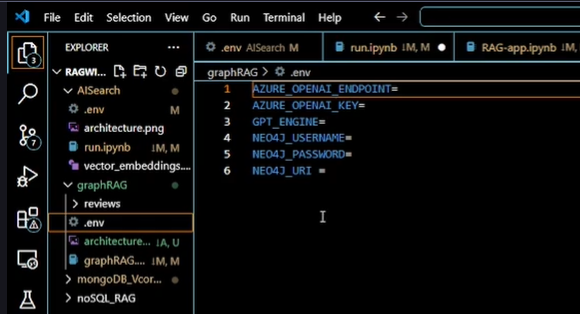 File Edit Selection View Go Run Terminal Help
EXPLORER
.env AISearch M
run.ipynb ↓M, M
RAG-app.ipynb ↓M, M
graphRAG > .env
RAGWI...
AISearch
.env M
architecture.png
run.ipynb ↓M, M
vector_embeddings....
graphRAG
reviews
.env
architecture... ↓A, U
graphRAG.... ↓M, M
mongoDB_Vcor...
noSQL_RAG
3
7
1 AZURE_OPENAI_ENDPOINT=
2 AZURE_OPENAI_KEY=
3 GPT_ENGINE=
4 NEO4J_USERNAME=
5 NEO4J_PASSWORD=
6 NEO4J_URI =